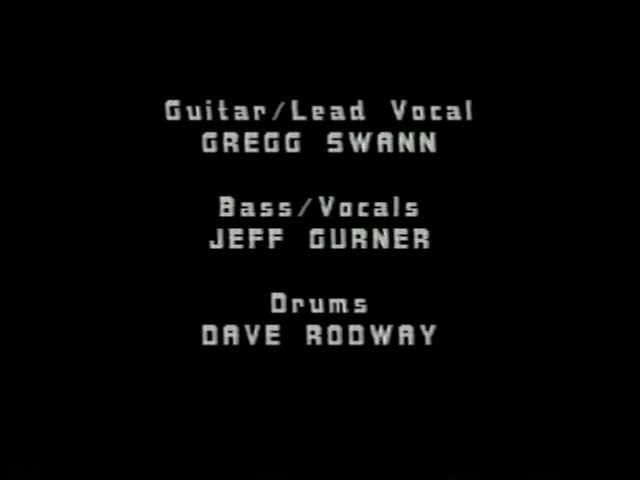 Guitar/Lead Vocal
GREGG SWANN
Bass/Vocals
JEFF GURNER
Drums
DAVE RODWAY